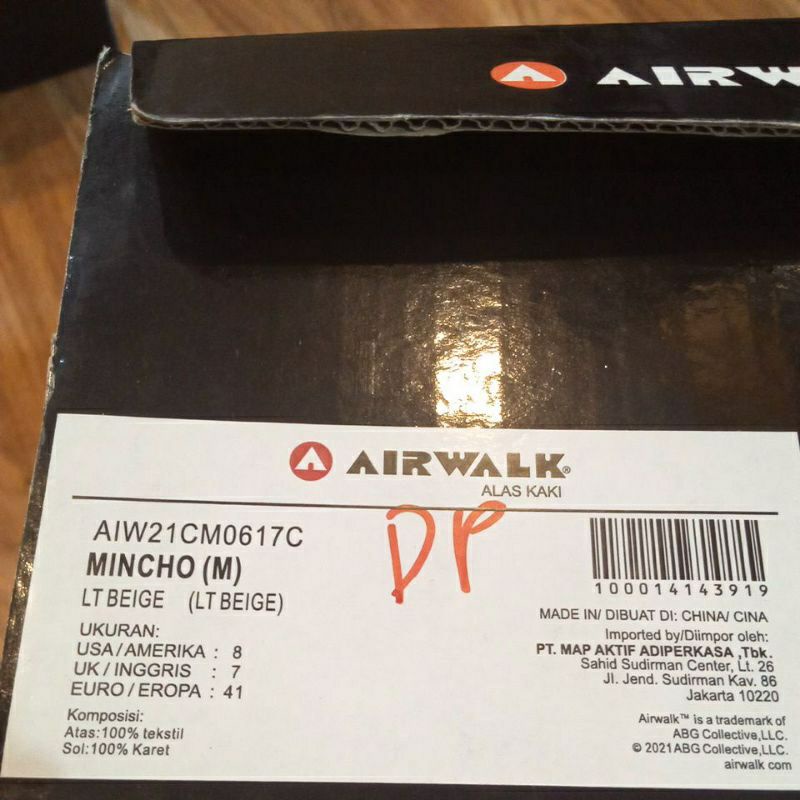 AIRW
AIRWALK®
ALAS KAKI
AIW21CM0617C
MINCHO (M)
LT BEIGE (LT BEIGE)
UKURAN:
USA/AMERIKA : 8
UK/INGGRIS : 7
EURO/EROPA : 41
Komposisi:
Atas:100% tekstil
Sol:100% Karet
DP
100014143919
MADE IN/ DIBUAT DI: CHINA/ CINA
Imported by/Diimpor oleh:
PT. MAP AKTIF ADIPERKASA ,Tbk.
Sahid Sudirman Center, Lt. 26
Jl. Jend. Sudirman Kav. 86
Jakarta 10220
Airwalk™ is a trademark of
ABG Collective,LLC.
© 2021 ABG Collective,LLC.
airwalk com